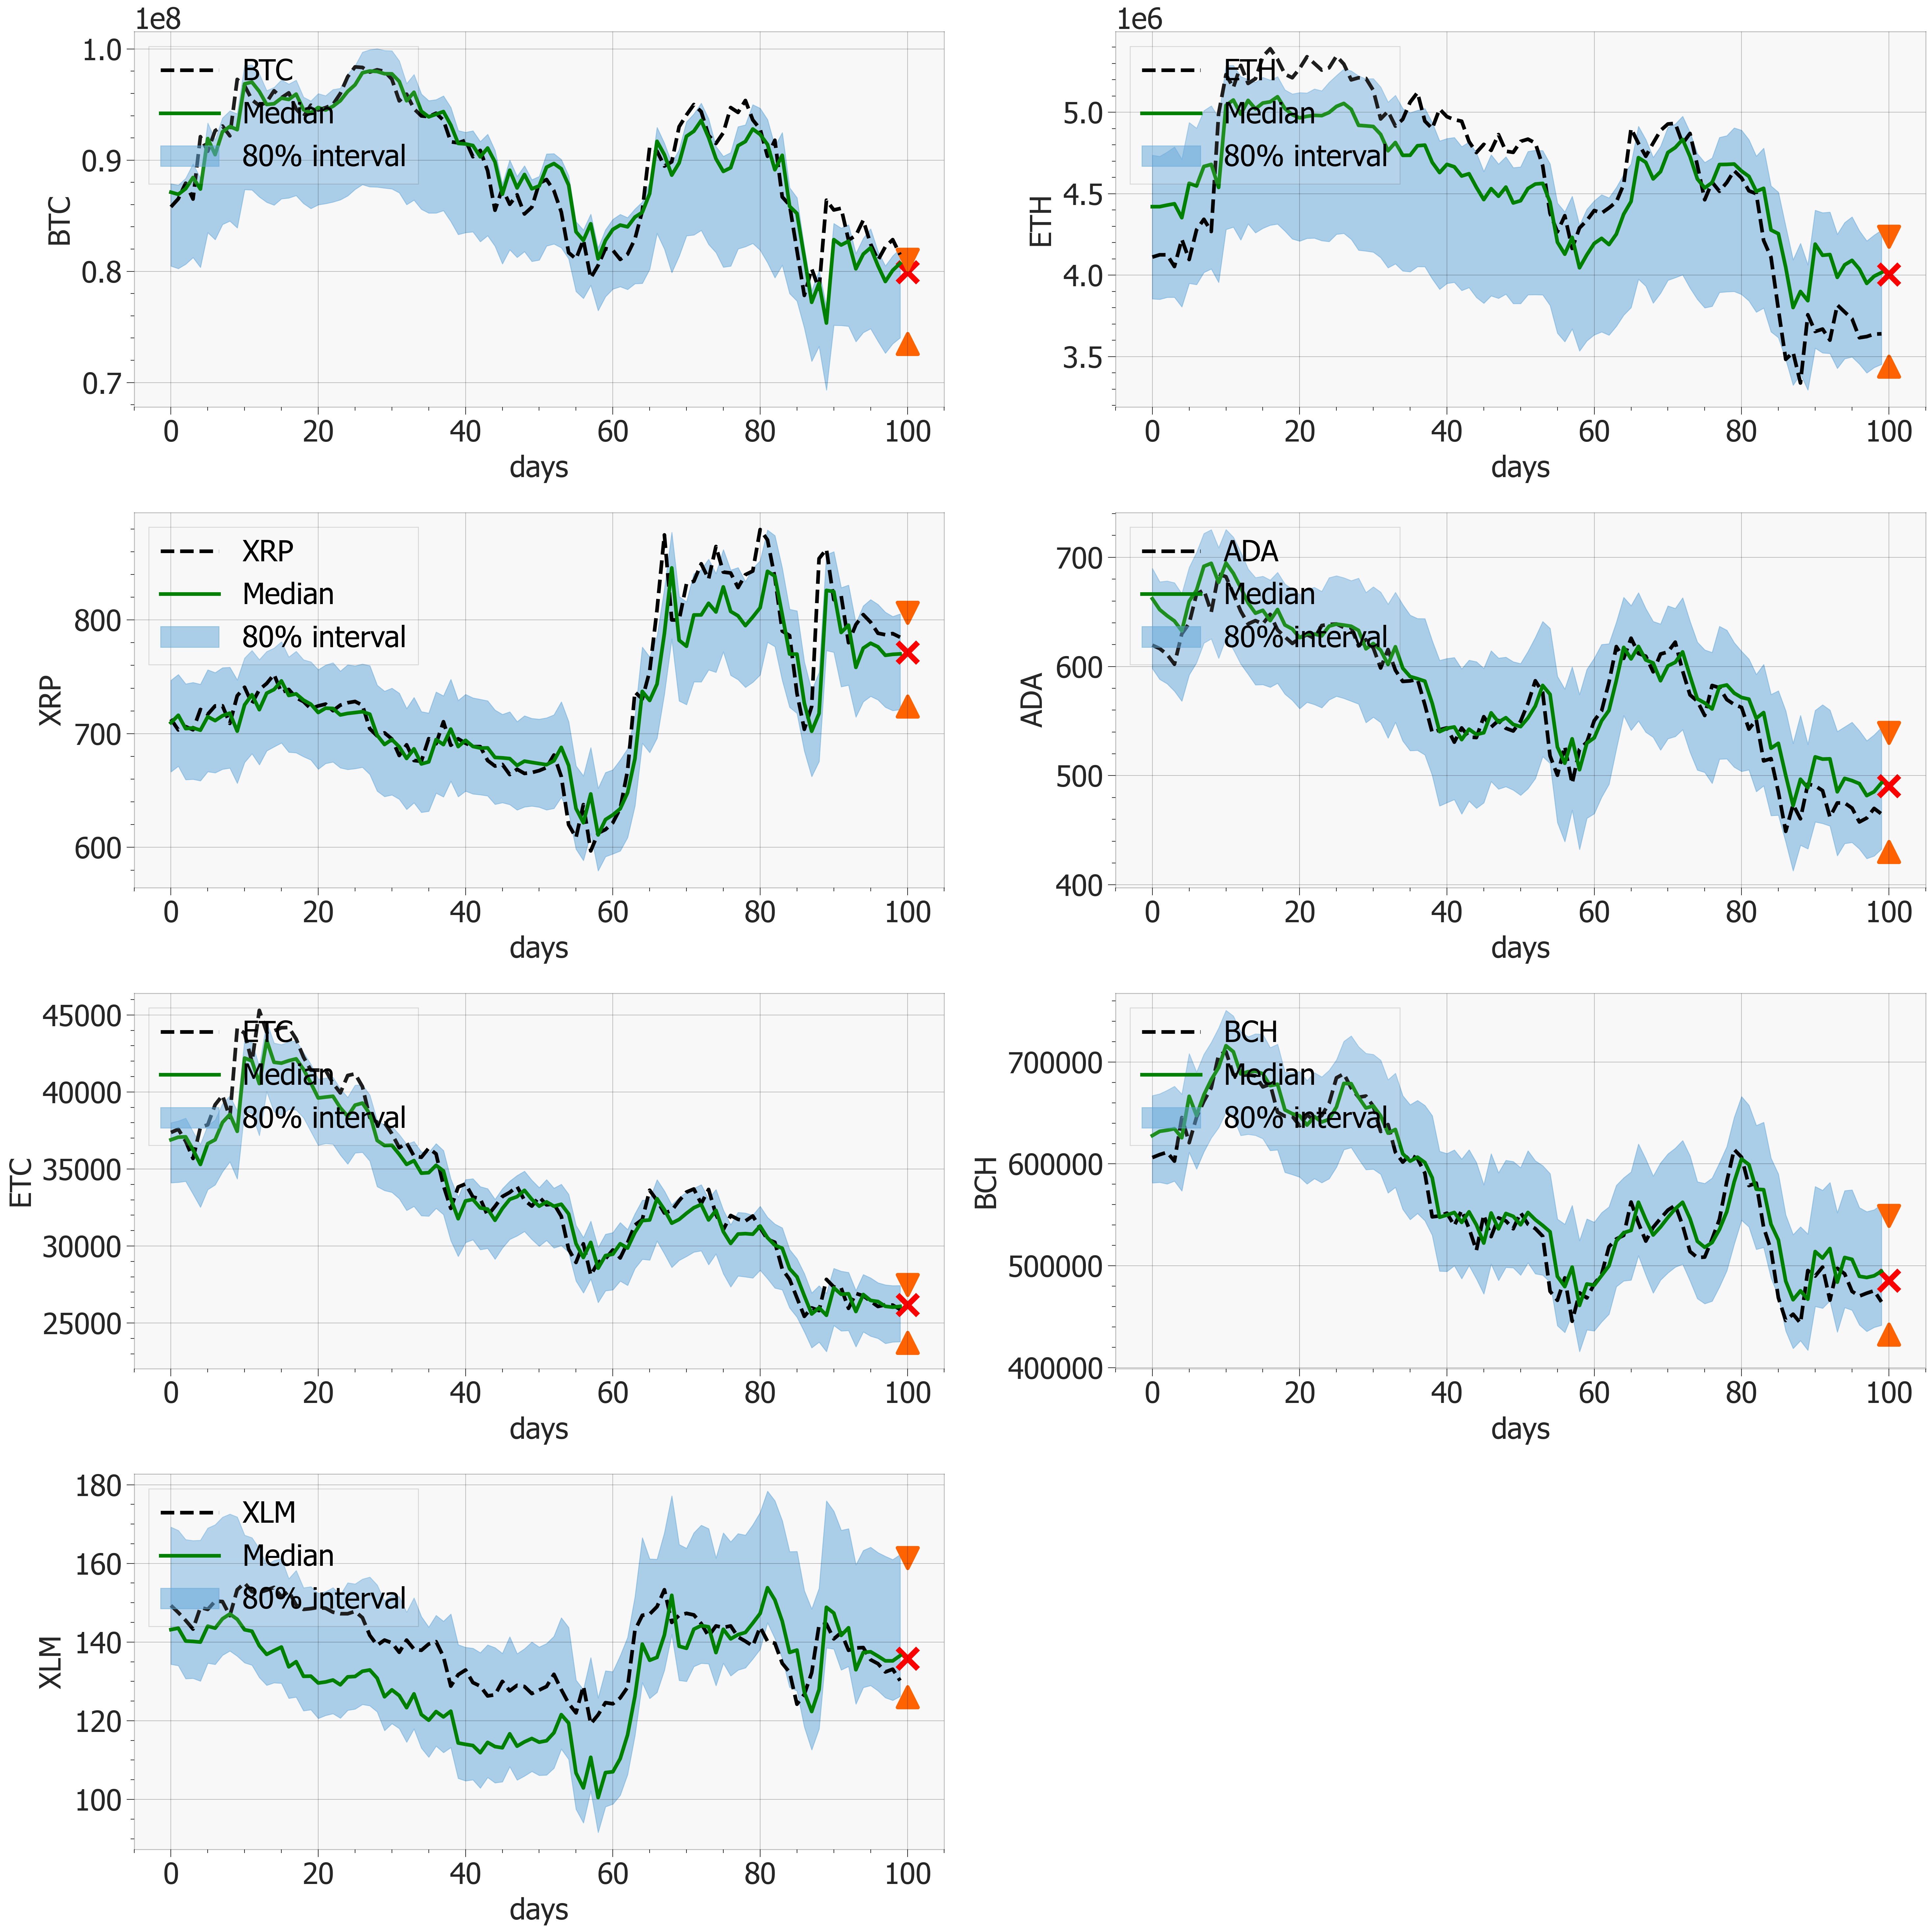 1e8
BTC
Median
80% interval
1.0
0.9
0.8
0.7
BTC
0 20 40 60 80 100
days
1e6
ETH
Median
80% interval
5.0
4.5
4.0
3.5
ETH
0 20 40 60 80 100
days
XRP
Median
80% interval
800
700
600
XRP
0 20 40 60 80 100
days
ADA
Median
80% interval
700
600
500
400
ADA
0 20 40 60 80 100
days
ETC
Median
80% interval
45000
40000
35000
30000
25000
ETC
0 20 40 60 80 100
days
BCH
Median
80% interval
700000
600000
500000
400000
BCH
0 20 40 60 80 100
days
XLM
Median
80% interval
180
160
140
120
100
XLM
0 20 40 60 80 100
days